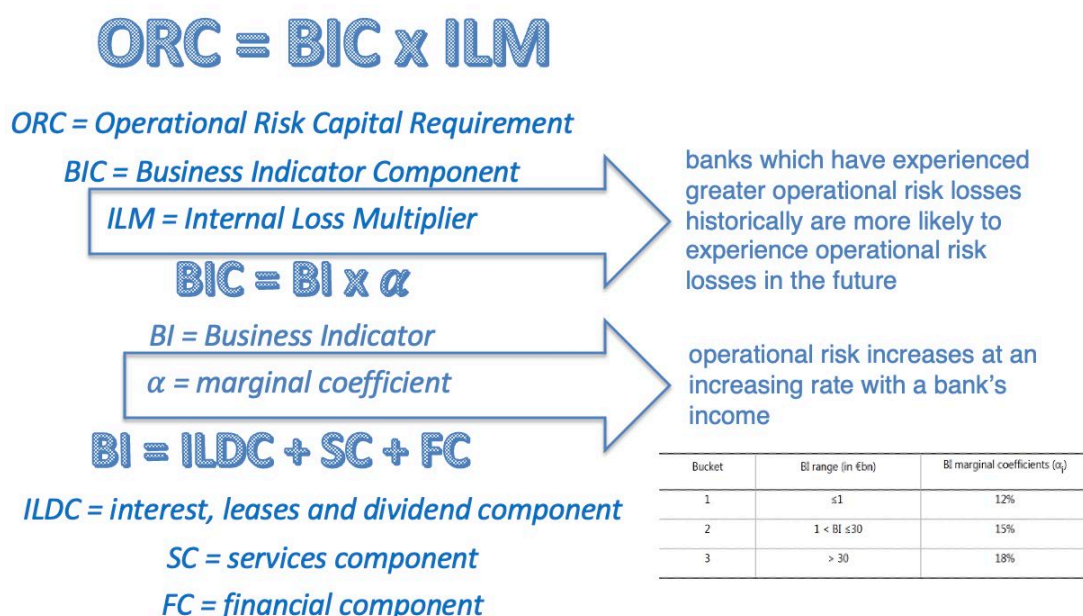 ORC = BIC x ILM
ORC = Operational Risk Capital Requirement
BIC = Business Indicator Component
ILM = Internal Loss Multiplier
banks which have experienced
greater operational risk losses
historically are more likely to
experience operational risk
losses in the future
BIC = BI x α
BI = Business Indicator
α = marginal coefficient
operational risk increases at an
increasing rate with a bank's
income
BI = ILDC + SC + FC
ILDC = interest, leases and dividend component
SC = services component
FC = financial component
Bucket BI range (in €bn) BI marginal coefficients (αᵢ)
1 ≤1 12%
2 1 < BI ≤30 15%
3 > 30 18%